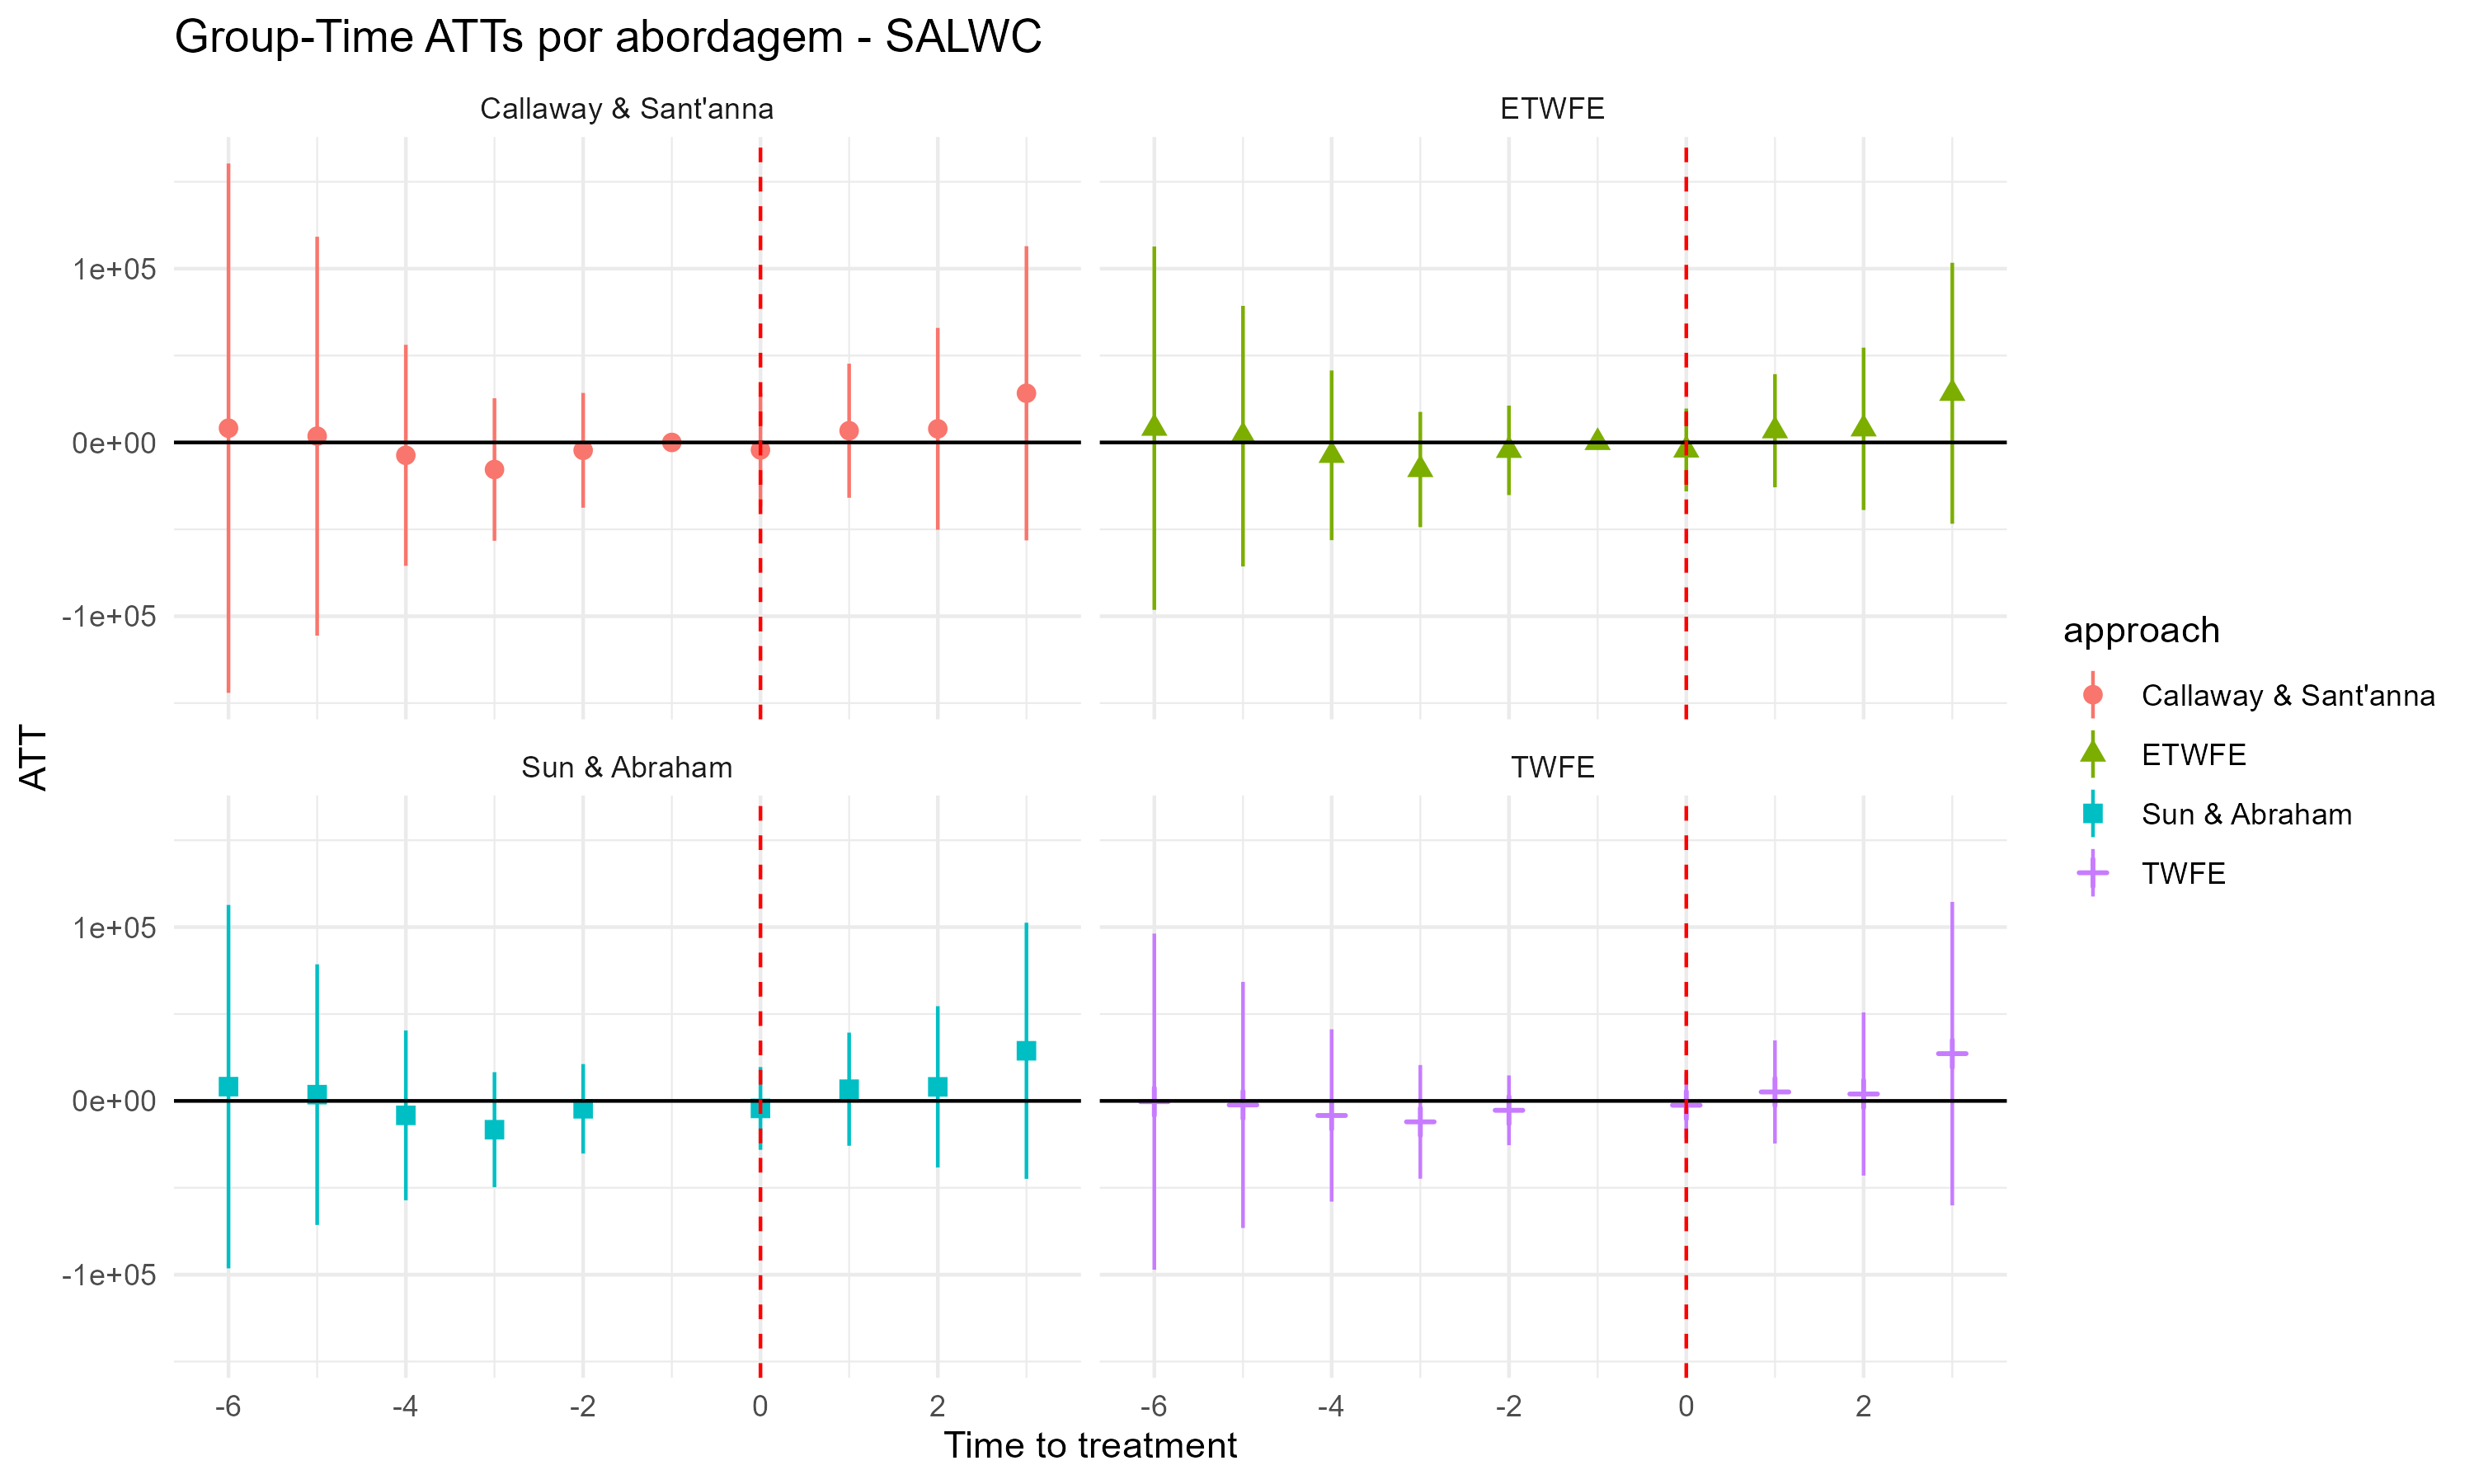 Group-Time ATTs por abordagem - SALWC
Callaway & Sant'anna
ETWFE
1e+05
0e+00
-1e+05
Sun & Abraham
TWFE
1e+05
0e+00
-1e+05
-6 -4 -2 0 2
-6 -4 -2 0 2
Time to treatment
ATT
approach
Callaway & Sant'anna
ETWFE
Sun & Abraham
TWFE